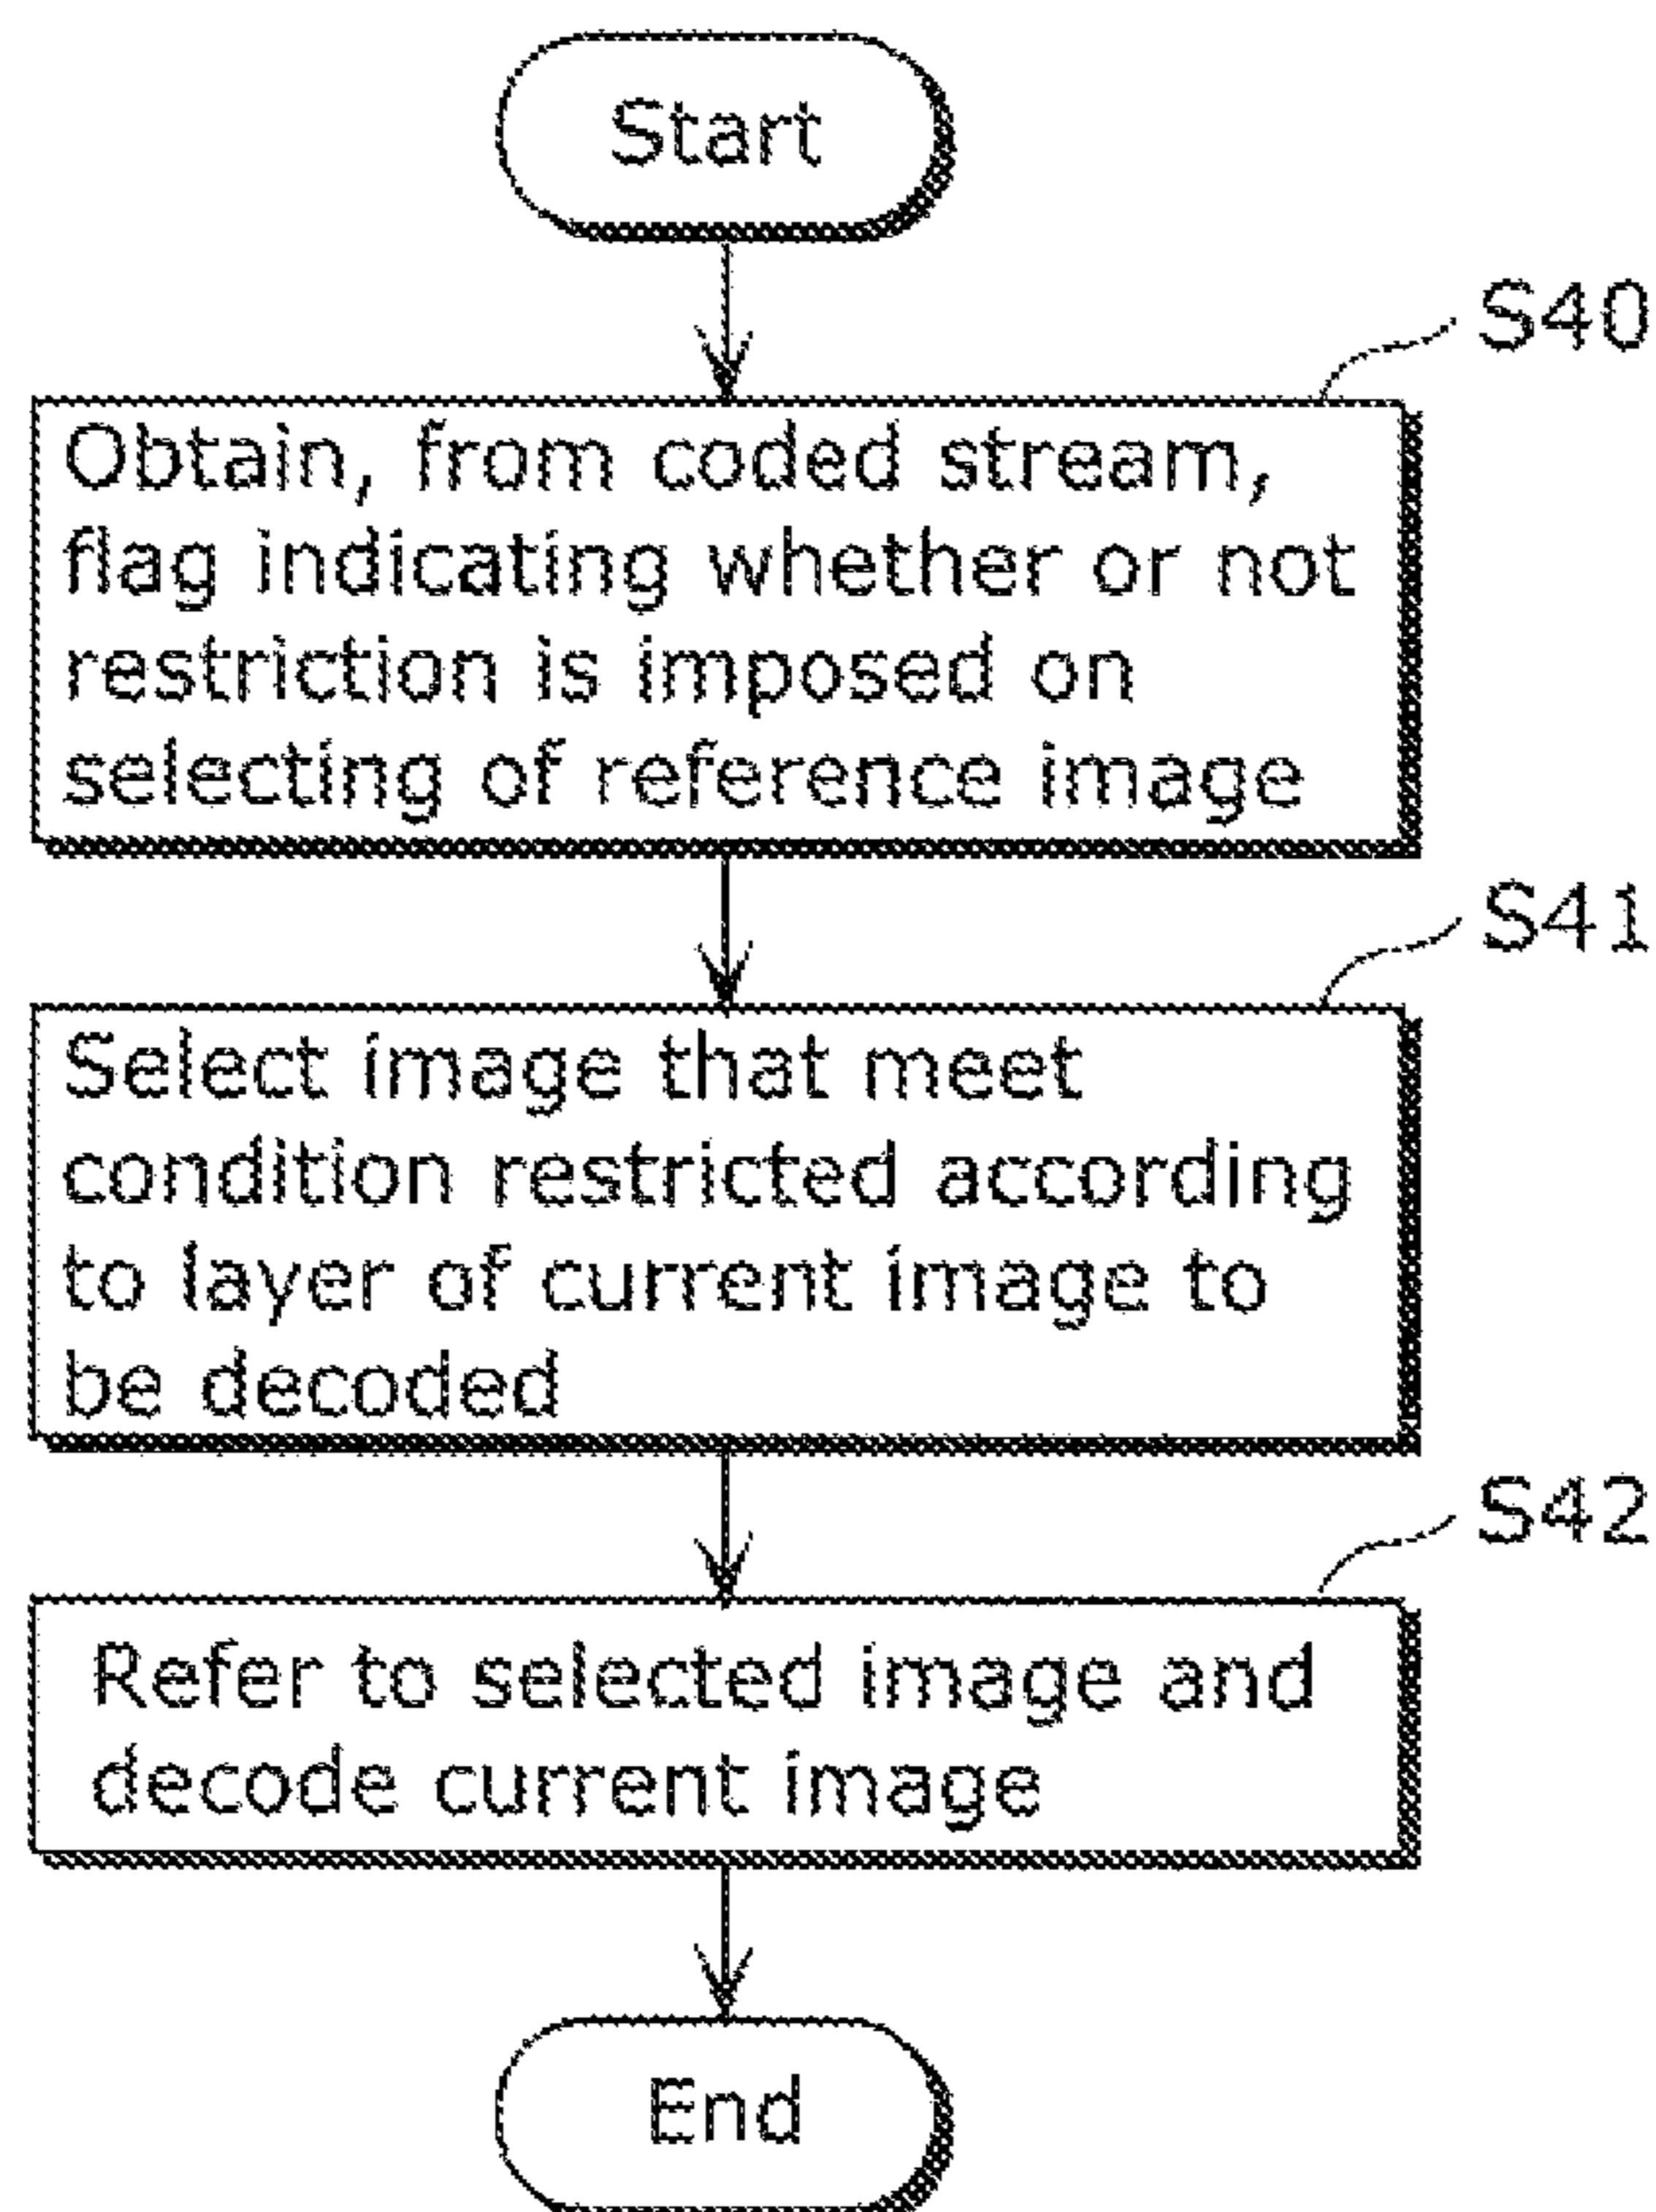 Start
S40
Obtain, from coded stream,
flag indicating whether or not
restriction is imposed on
selecting of reference image
S41
Select image that meet
condition restricted according
to layer of current image to
be decoded
S42
Refer to selected image and
decode current image
End